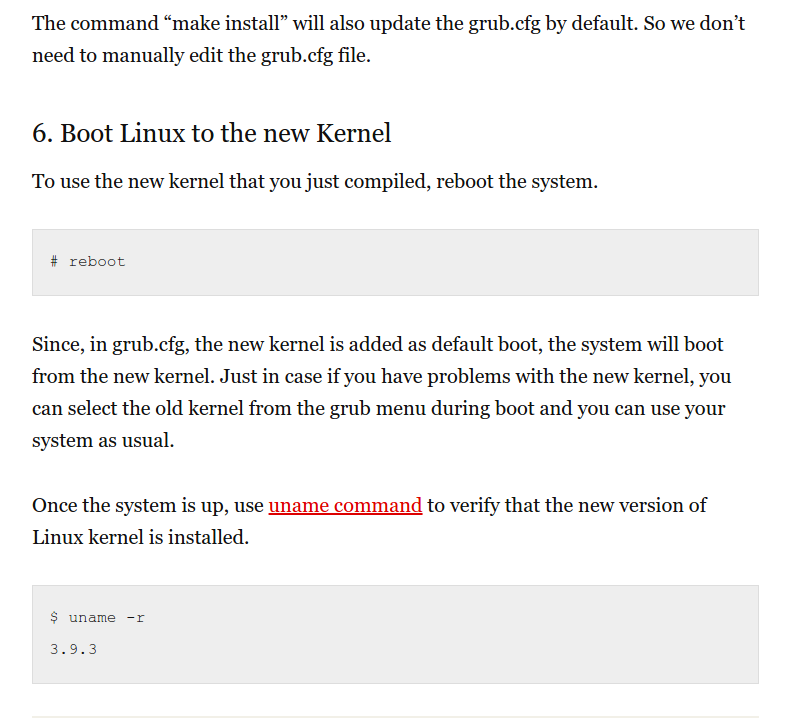 The command “make install” will also update the grub.cfg by default. So we don’t
need to manually edit the grub.cfg file.
6. Boot Linux to the new Kernel
To use the new kernel that you just compiled, reboot the system.
# reboot
Since, in grub.cfg, the new kernel is added as default boot, the system will boot
from the new kernel. Just in case if you have problems with the new kernel, you
can select the old kernel from the grub menu during boot and you can use your
system as usual.
Once the system is up, use uname command to verify that the new version of
Linux kernel is installed.
$ uname -r
3.9.3